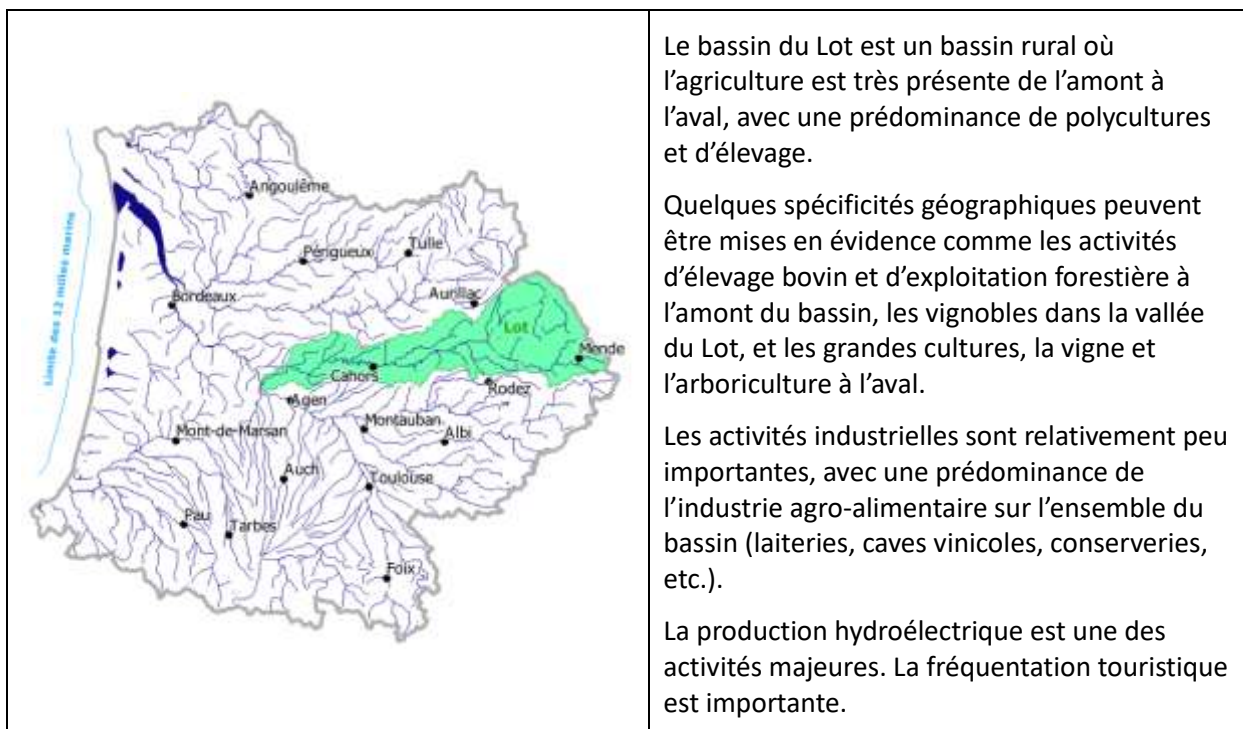 Limite des 12 milles marins
Angoulême
Périgueux
Tulle
Bordeaux
Aurillac
Lot
Mende
Cahors
Rodez
Agen
Montauban
Mont-de-Marsan
Albi
Auch
Toulouse
Pau
Tarbes
Foix
Le bassin du Lot est un bassin rural où
l’agriculture est très présente de l’amont à
l’aval, avec une prédominance de polycultures
et d’élevage.
Quelques spécificités géographiques peuvent
être mises en évidence comme les activités
d’élevage bovin et d’exploitation forestière à
l’amont du bassin, les vignobles dans la vallée
du Lot, et les grandes cultures, la vigne et
l’arboriculture à l’aval.
Les activités industrielles sont relativement peu
importantes, avec une prédominance de
l’industrie agro-alimentaire sur l’ensemble du
bassin (laiteries, caves vinicoles, conserveries,
etc.).
La production hydroélectrique est une des
activités majeures. La fréquentation touristique
est importante.